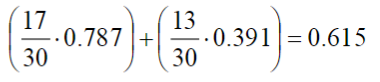 (17/30 · 0.787) + (13/30 · 0.391) = 0.615